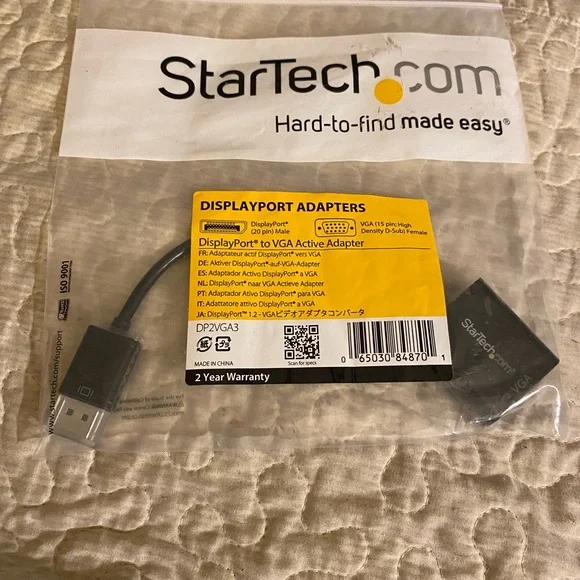 StarTech.com
Hard-to-find made easy®
DISPLAYPORT ADAPTERS
DisplayPort®
(20 pin) Male
VGA (15 pin; High
Density D-Sub) Female
DisplayPort® to VGA Active Adapter
FR: Adaptateur actif DisplayPort® vers VGA
DE: Aktiver DisplayPort®-auf-VGA-Adapter
ES: Adaptador Activo DisplayPort® a VGA
NL: DisplayPort® naar VGA Actieve Adapter
PT: Adaptador Ativo DisplayPort® para VGA
IT: Adattatore attivo DisplayPort® a VGA
JA: DisplayPort™ 1.2 - VGAビデオアダプタコンバータ
DP2VGA3
MADE IN CHINA
Scan for specs
0 65030 84870 1
2 Year Warranty
ISO 9001
www.startech.com/support
StarTech
.com
VGA